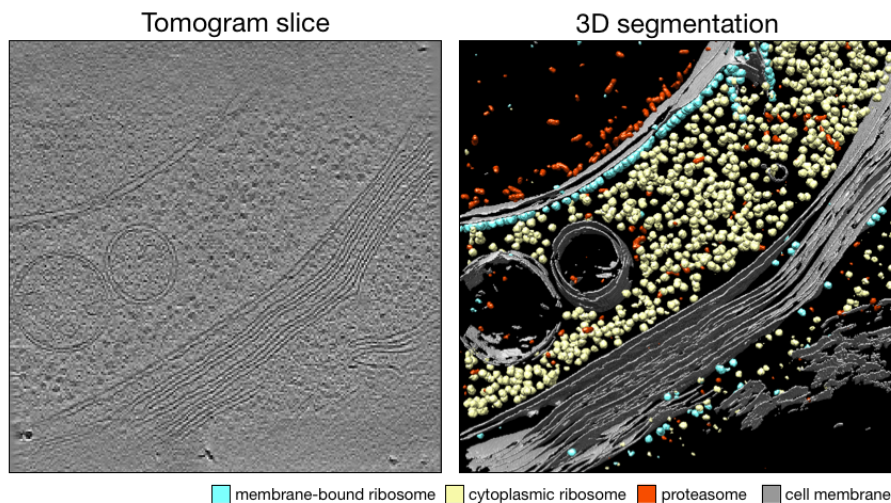 Tomogram slice
3D segmentation
membrane-bound ribosome cytoplasmic ribosome proteasome cell membrane